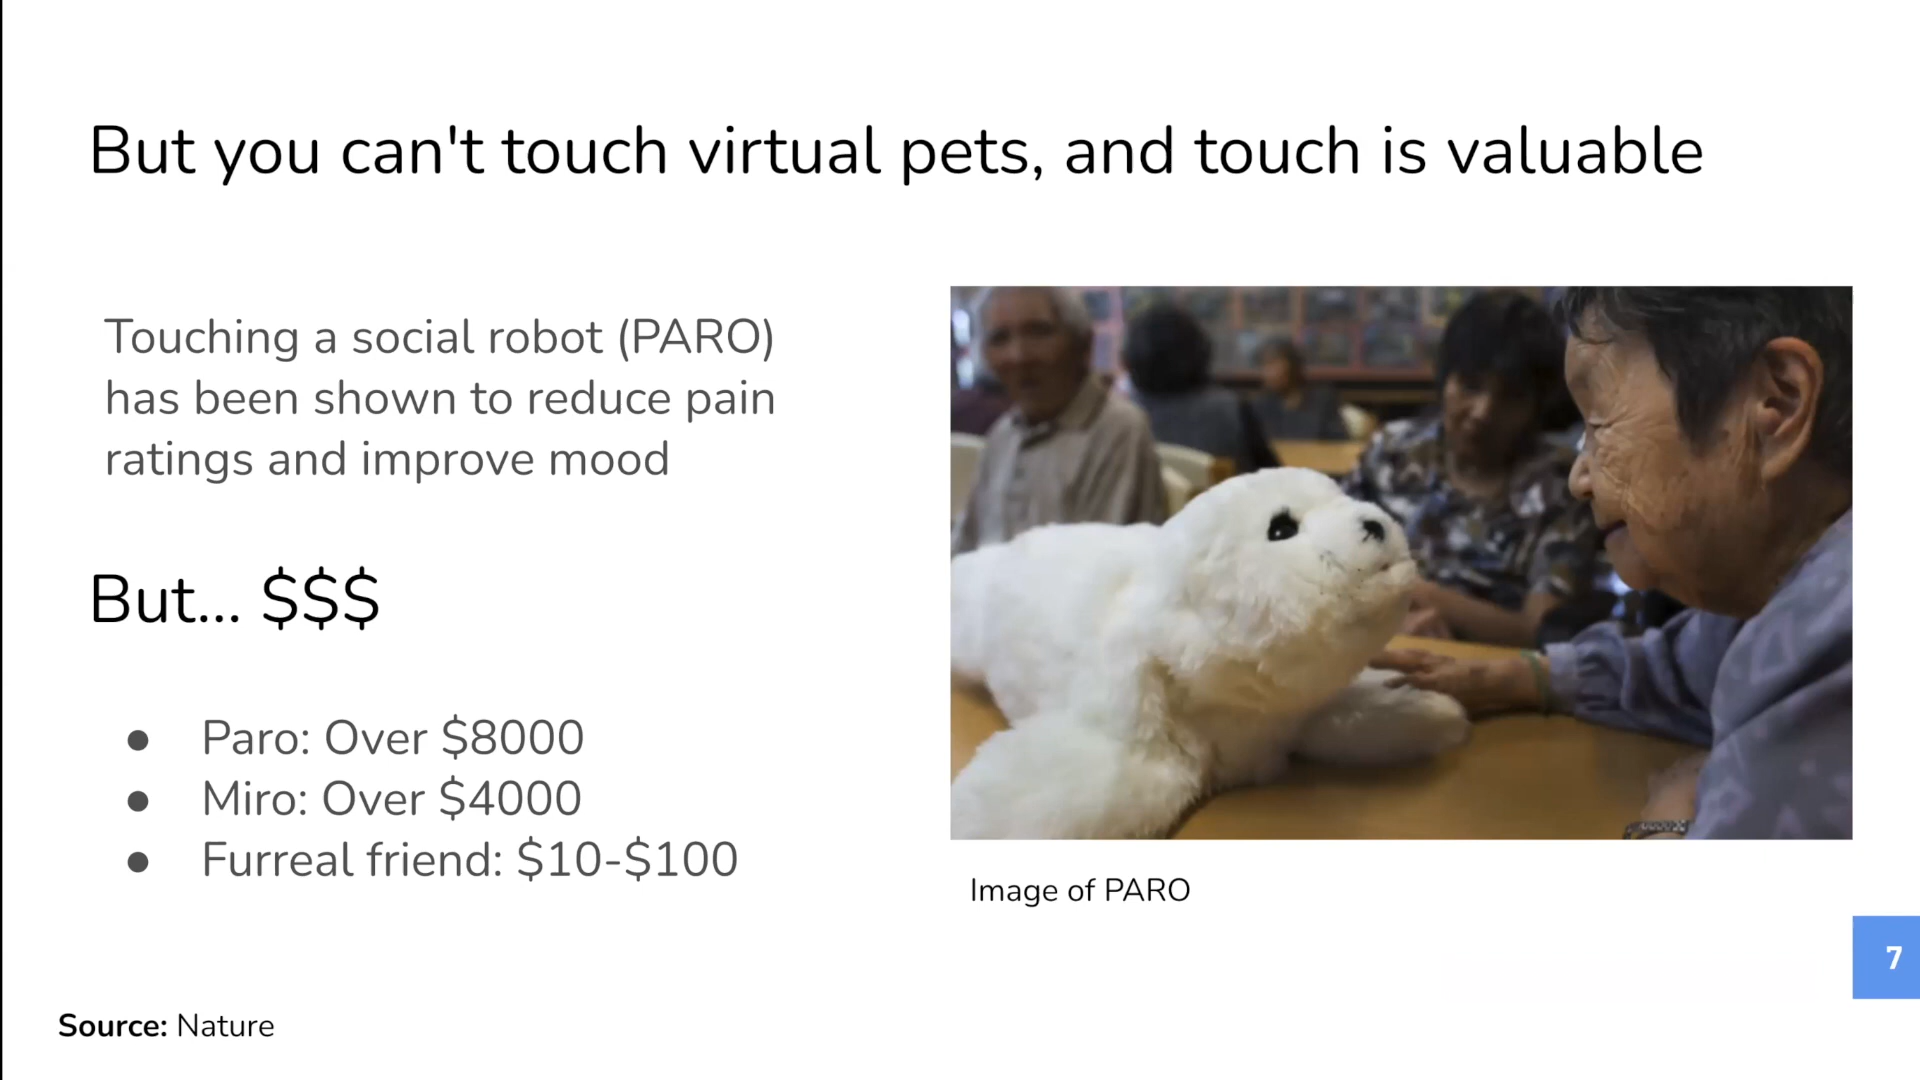 But you can't touch virtual pets, and touch is valuable
Touching a social robot (PARO)
has been shown to reduce pain
ratings and improve mood
But... $$$
● Paro: Over $8000
● Miro: Over $4000
● Furreal friend: $10-$100
Image of PARO
7
Source: Nature